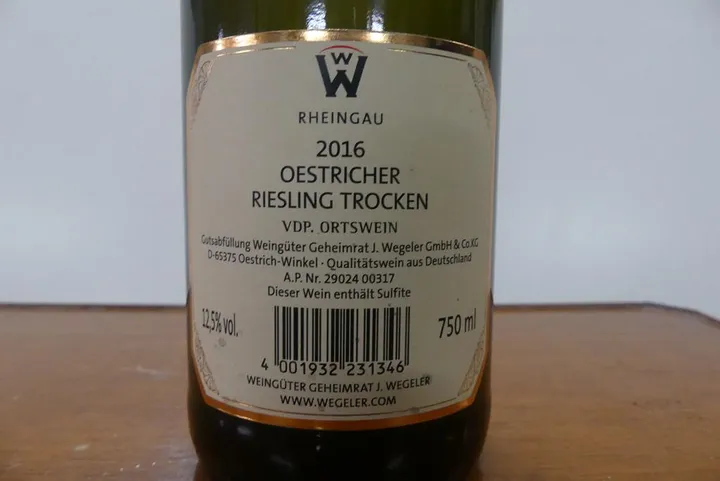 W
W
RHEINGAU
2016
OESTRICHER
RIESLING TROCKEN
VDP. ORTSWEIN
Gutsabfüllung Weingüter Geheimrat J. Wegeler GmbH & Co.KG
D-65375 Oestrich-Winkel · Qualitätswein aus Deutschland
A.P. Nr. 29024 00317
Dieser Wein enthält Sulfite
12,5% vol.
750 ml
4 001932 231346
WEINGÜTER GEHEIMRAT J. WEGELER
WWW.WEGELER.COM